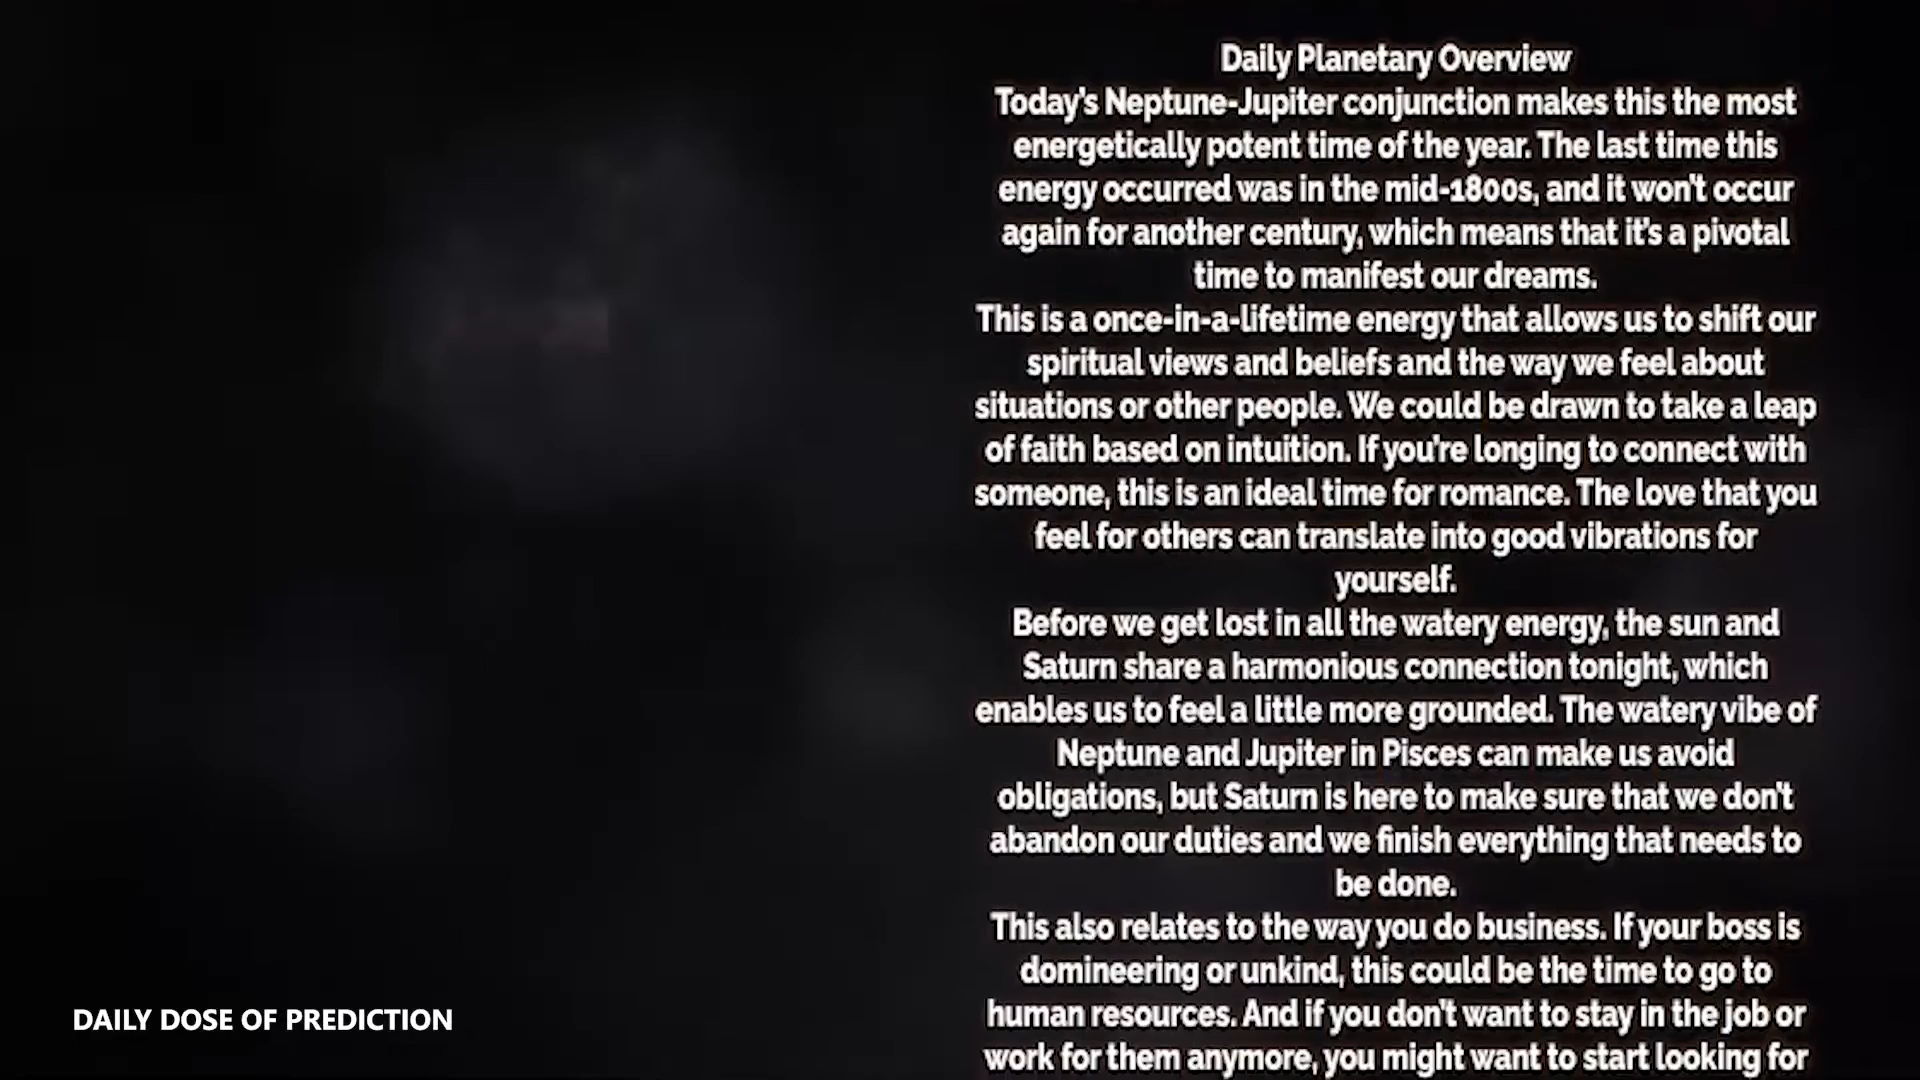 Daily Planetary Overview
Today's Neptune-Jupiter conjunction makes this the most
energetically potent time of the year. The last time this
energy occurred was in the mid-1800s, and it won't occur
again for another century, which means that it's a pivotal
time to manifest our dreams.
This is a once-in-a-lifetime energy that allows us to shift our
spiritual views and beliefs and the way we feel about
situations or other people. We could be drawn to take a leap
of faith based on intuition. If you're longing to connect with
someone, this is an ideal time for romance. The love that you
feel for others can translate into good vibrations for
yourself.
Before we get lost in all the watery energy, the sun and
Saturn share a harmonious connection tonight, which
enables us to feel a little more grounded. The watery vibe of
Neptune and Jupiter in Pisces can make us avoid
obligations, but Saturn is here to make sure that we don't
abandon our duties and we finish everything that needs to
be done.
This also relates to the way you do business. If your boss is
domineering or unkind, this could be the time to go to
human resources. And if you don't want to stay in the job or
work for them anymore, you might want to start looking for
DAILY DOSE OF PREDICTION